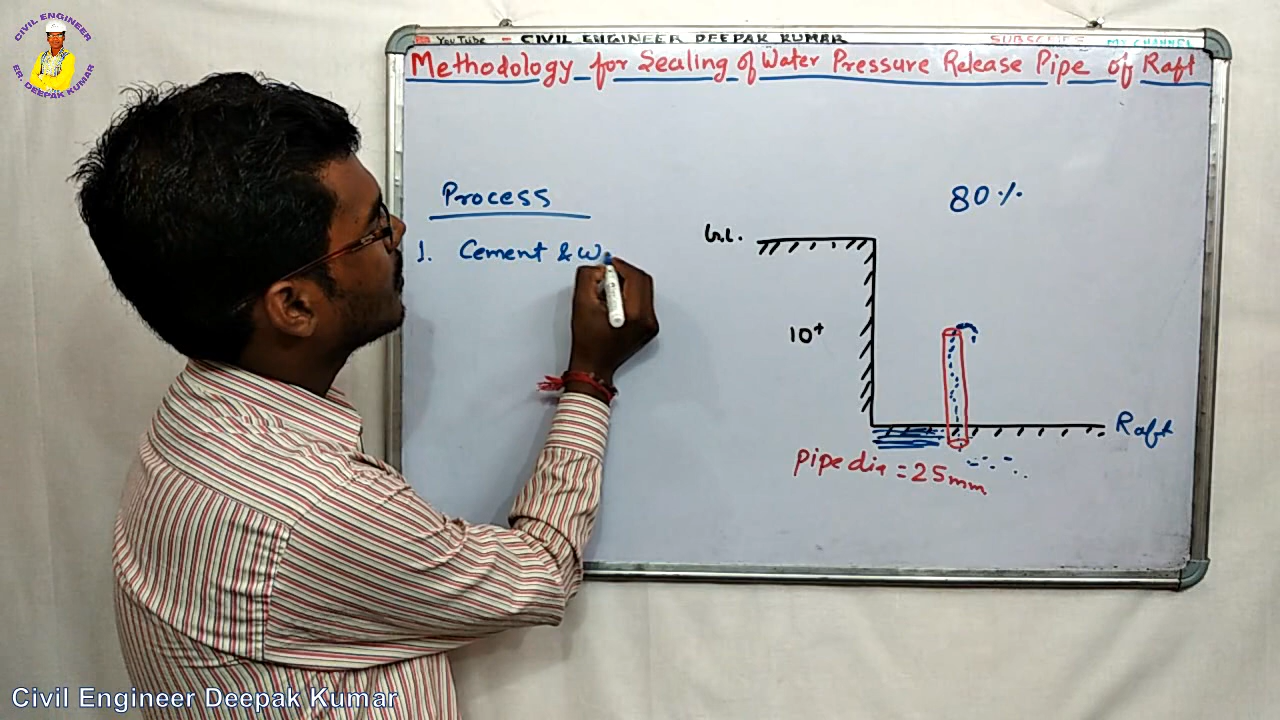 CIVIL ENGINEER
ER. DEEPAK KUMAR
YouTube - CIVIL ENGINEER DEEPAK KUMAR SUBSCRIBE MY CHANNEL
Methodology for Sealing of Water Pressure Release Pipe of Raft
Process
80%
1. Cement & w
G.L.
10+
Raft
Pipe dia = 25mm
Civil Engineer Deepak Kumar